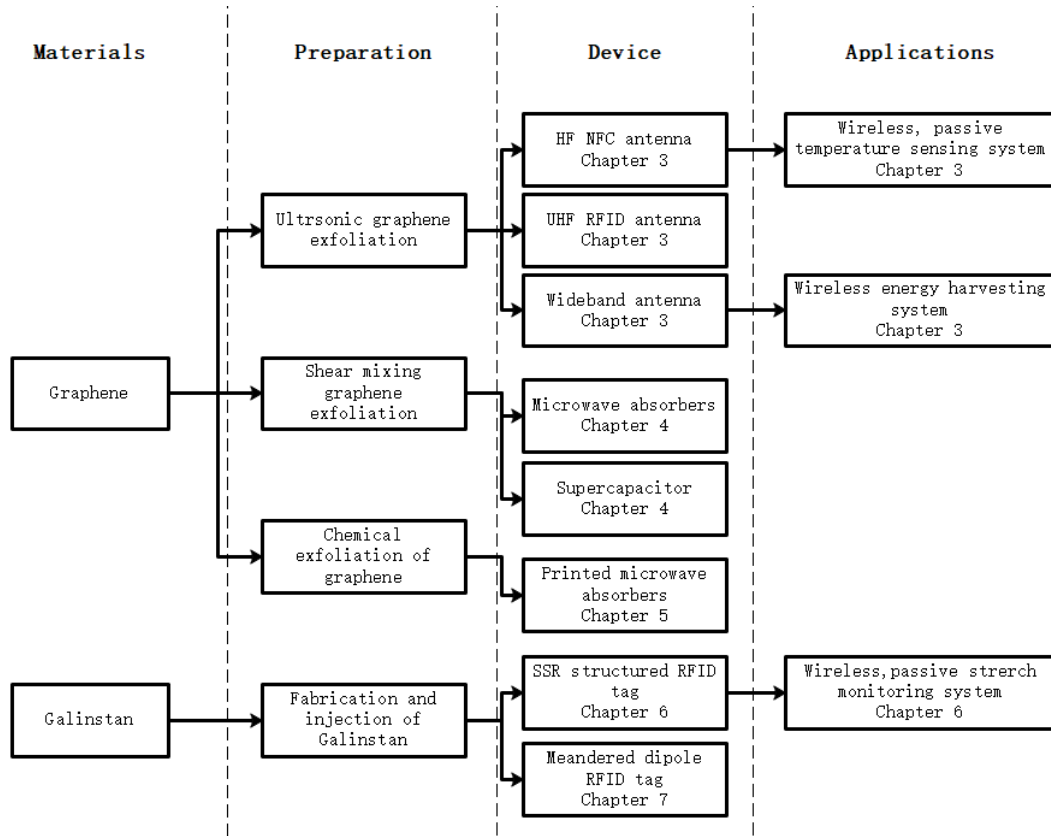 Materials
Preparation
Device
Applications
HF NFC antenna
Chapter 3
Wireless, passive
temperature sensing system
Chapter 3
Ultrsonic graphene
exfoliation
UHF RFID antenna
Chapter 3
Wideband antenna
Chapter 3
Wireless energy harvesting
system
Chapter 3
Graphene
Shear mixing
graphene
exfoliation
Microwave absorbers
Chapter 4
Supercapacitor
Chapter 4
Chemical
exfoliation of
graphene
Printed microwave
absorbers
Chapter 5
Galinstan
Fabrication and
injection of
Galinstan
SSR structured RFID
tag
Chapter 6
Wireless,passive strerch
monitoring system
Chapter 6
Meandered dipole
RFID tag
Chapter 7